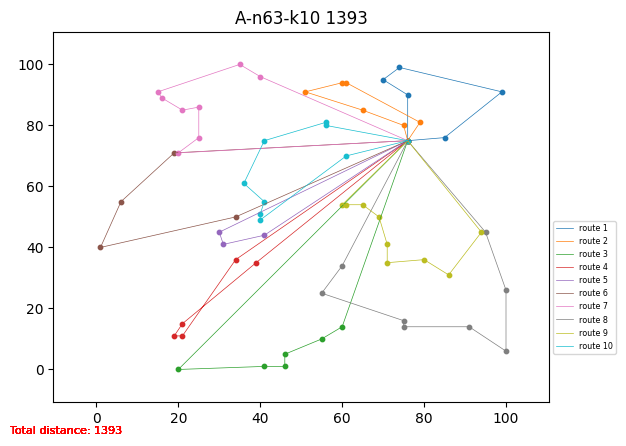 A-n63-k10 1393
100
80
60
40
20
0
0 20 40 60 80 100
route 1
route 2
route 3
route 4
route 5
route 6
route 7
route 8
route 9
route 10
Total distance: 1393